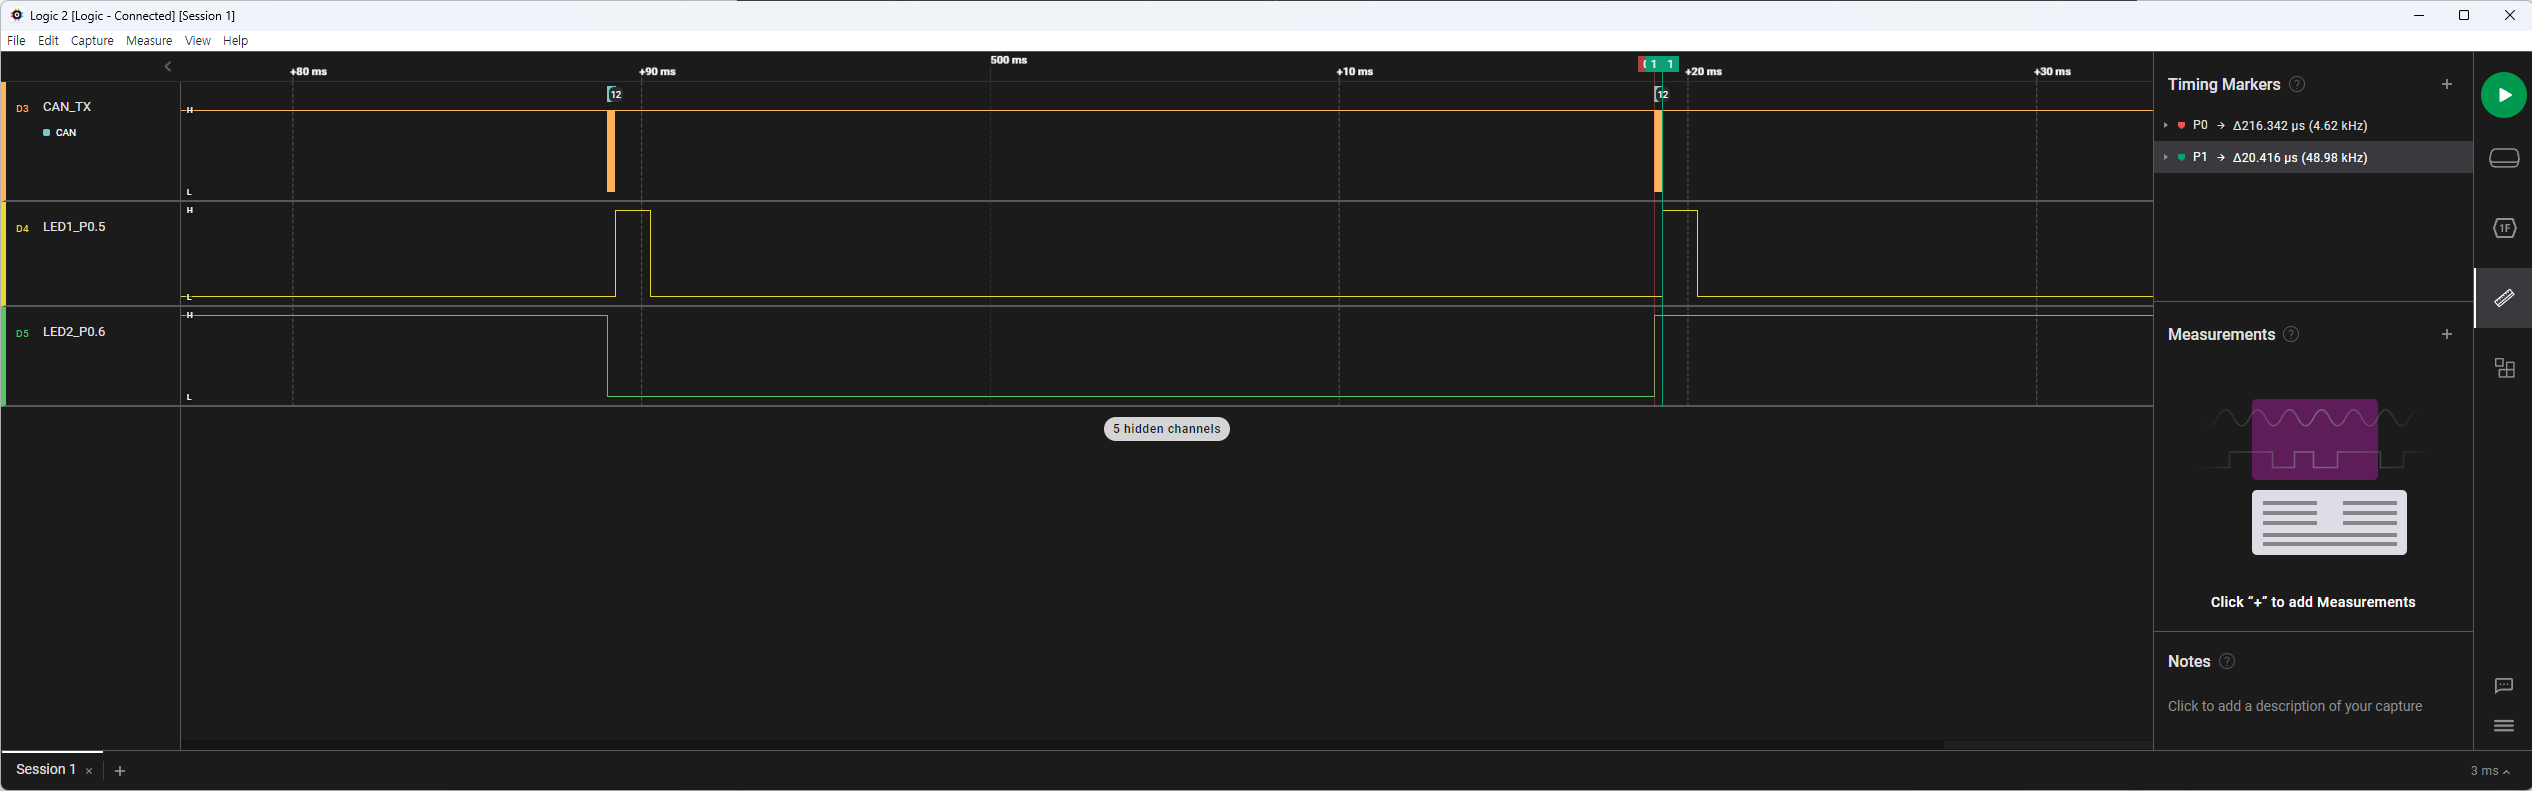 Logic 2 [Logic - Connected] [Session 1]
File Edit Capture Measure View Help
+80 ms +90 ms 500 ms +10 ms +20 ms +30 ms
1 1
D3 CAN_TX
CAN
12 12
H
L
D4 LED1_P0.5
H
L
D5 LED2_P0.6
H
L
5 hidden channels
Timing Markers ?
P0 → Δ216.342 µs (4.62 kHz)
P1 → Δ20.416 µs (48.98 kHz)
Measurements ?
Click “+” to add Measurements
Notes ?
Click to add a description of your capture
1F
Session 1
3 ms